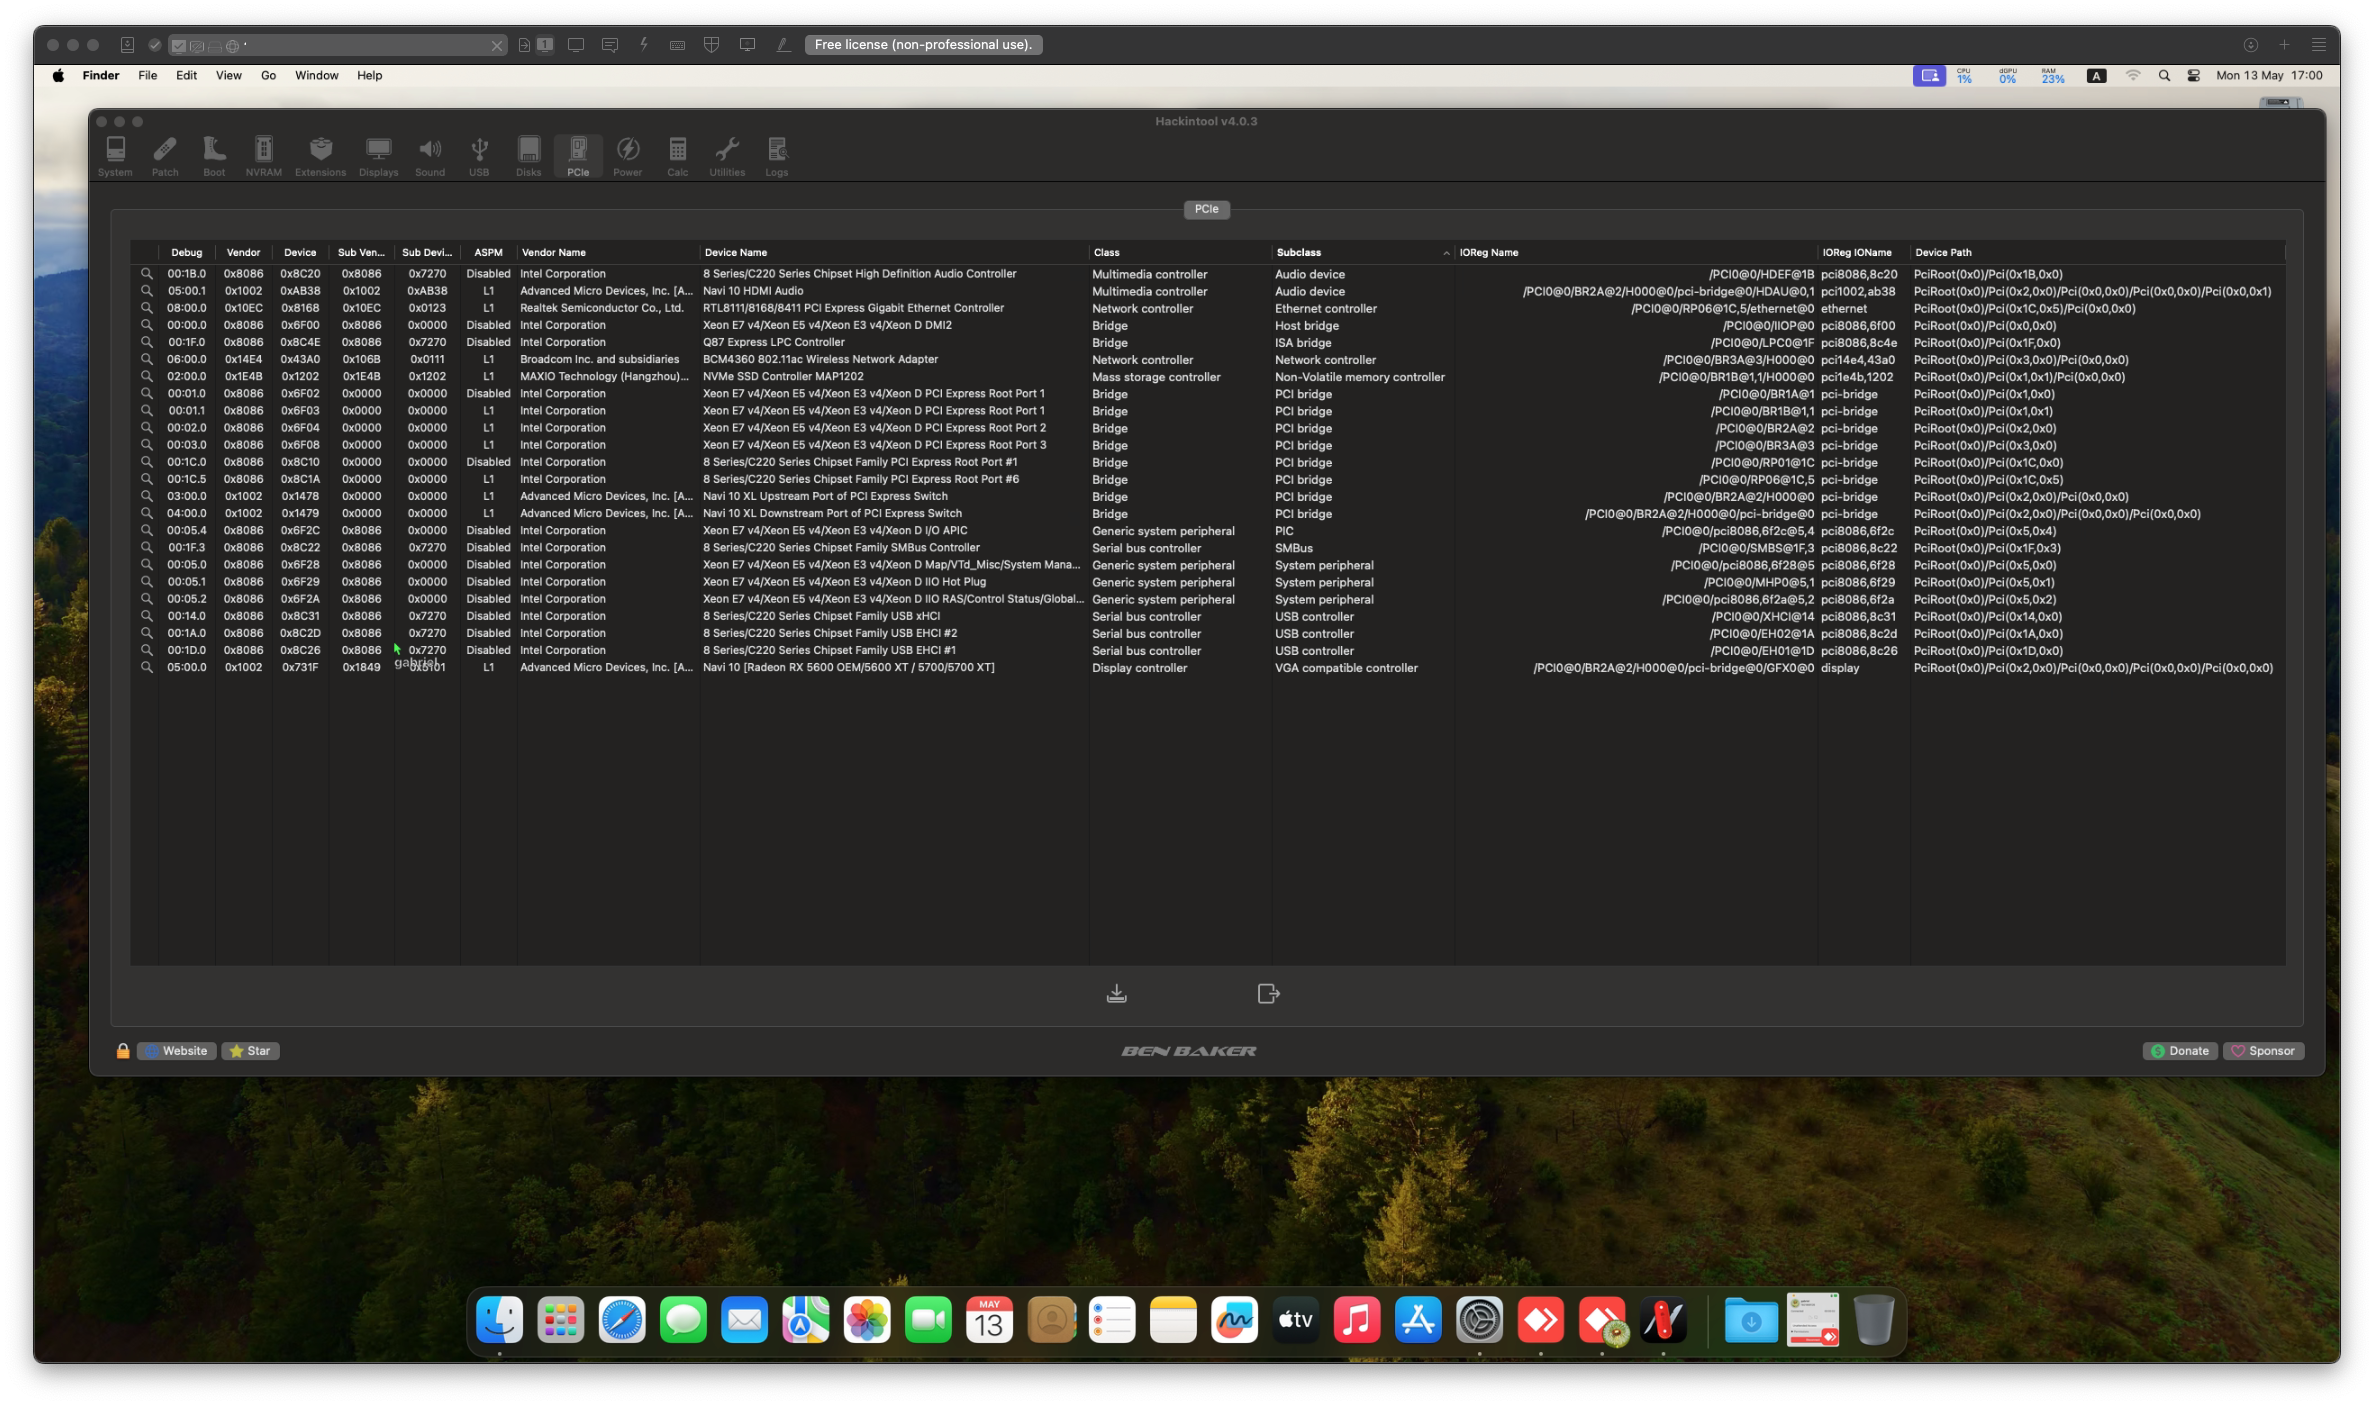 1 Free license (non-professional use).
Finder File Edit View Go Window Help CPU 1% dGPU 0% RAM 23% A Mon 13 May 17:00
Hackintool v4.0.3
System Patch Boot NVRAM Extensions Displays Sound USB Disks PCIe Power Calc Utilities Logs
PCIe
Debug Vendor Device Sub Ven... Sub Devi... ASPM Vendor Name Device Name Class Subclass IOReg Name IOReg IOName Device Path
00:1B.0 0x8086 0x8C20 0x8086 0x7270 Disabled Intel Corporation 8 Series/C220 Series Chipset High Definition Audio Controller Multimedia controller Audio device /PCI0@0/HDEF@1B pci8086,8c20 PciRoot(0x0)/Pci(0x1B,0x0)
05:00.1 0x1002 0xAB38 0x1002 0xAB38 L1 Advanced Micro Devices, Inc. [A... Navi 10 HDMI Audio Multimedia controller Audio device /PCI0@0/BR2A@2/H000@0/pci-bridge@0/HDAU@0,1 pci1002,ab38 PciRoot(0x0)/Pci(0x2,0x0)/Pci(0x0,0x0)/Pci(0x0,0x0)/Pci(0x0,0x1)
08:00.0 0x10EC 0x8168 0x10EC 0x0123 L1 Realtek Semiconductor Co., Ltd. RTL8111/8168/8411 PCI Express Gigabit Ethernet Controller Network controller Ethernet controller /PCI0@0/RP06@1C,5/ethernet@0 ethernet PciRoot(0x0)/Pci(0x1C,0x5)/Pci(0x0,0x0)
00:00.0 0x8086 0x6F00 0x8086 0x0000 Disabled Intel Corporation Xeon E7 v4/Xeon E5 v4/Xeon E3 v4/Xeon D DMI2 Bridge Host bridge /PCI0@0/IIOP@0 pci8086,6f00 PciRoot(0x0)/Pci(0x0,0x0)
00:1F.0 0x8086 0x8C4E 0x8086 0x7270 Disabled Intel Corporation Q87 Express LPC Controller Bridge ISA bridge /PCI0@0/LPC0@1F pci8086,8c4e PciRoot(0x0)/Pci(0x1F,0x0)
06:00.0 0x14E4 0x43A0 0x106B 0x0111 L1 Broadcom Inc. and subsidiaries BCM4360 802.11ac Wireless Network Adapter Network controller Network controller /PCI0@0/BR3A@3/H000@0 pci14e4,43a0 PciRoot(0x0)/Pci(0x3,0x0)/Pci(0x0,0x0)
02:00.0 0x1E4B 0x1202 0x1E4B 0x1202 L1 MAXIO Technology (Hangzhou)... NVMe SSD Controller MAP1202 Mass storage controller Non-Volatile memory controller /PCI0@0/BR1B@1,1/H000@0 pci1e4b,1202 PciRoot(0x0)/Pci(0x1,0x1)/Pci(0x0,0x0)
00:01.0 0x8086 0x6F02 0x0000 0x0000 Disabled Intel Corporation Xeon E7 v4/Xeon E5 v4/Xeon E3 v4/Xeon D PCI Express Root Port 1 Bridge PCI bridge /PCI0@0/BR1A@1 pci-bridge PciRoot(0x0)/Pci(0x1,0x0)
00:01.1 0x8086 0x6F03 0x0000 0x0000 L1 Intel Corporation Xeon E7 v4/Xeon E5 v4/Xeon E3 v4/Xeon D PCI Express Root Port 1 Bridge PCI bridge /PCI0@0/BR1B@1,1 pci-bridge PciRoot(0x0)/Pci(0x1,0x1)
00:02.0 0x8086 0x6F04 0x0000 0x0000 L1 Intel Corporation Xeon E7 v4/Xeon E5 v4/Xeon E3 v4/Xeon D PCI Express Root Port 2 Bridge PCI bridge /PCI0@0/BR2A@2 pci-bridge PciRoot(0x0)/Pci(0x2,0x0)
00:03.0 0x8086 0x6F08 0x0000 0x0000 L1 Intel Corporation Xeon E7 v4/Xeon E5 v4/Xeon E3 v4/Xeon D PCI Express Root Port 3 Bridge PCI bridge /PCI0@0/BR3A@3 pci-bridge PciRoot(0x0)/Pci(0x3,0x0)
00:1C.0 0x8086 0x8C10 0x0000 0x0000 Disabled Intel Corporation 8 Series/C220 Series Chipset Family PCI Express Root Port #1 Bridge PCI bridge /PCI0@0/RP01@1C pci-bridge PciRoot(0x0)/Pci(0x1C,0x0)
00:1C.5 0x8086 0x8C1A 0x0000 0x0000 L1 Intel Corporation 8 Series/C220 Series Chipset Family PCI Express Root Port #6 Bridge PCI bridge /PCI0@0/RP06@1C,5 pci-bridge PciRoot(0x0)/Pci(0x1C,0x5)
03:00.0 0x1002 0x1478 0x0000 0x0000 L1 Advanced Micro Devices, Inc. [A... Navi 10 XL Upstream Port of PCI Express Switch Bridge PCI bridge /PCI0@0/BR2A@2/H000@0 pci-bridge PciRoot(0x0)/Pci(0x2,0x0)/Pci(0x0,0x0)
04:00.0 0x1002 0x1479 0x0000 0x0000 L1 Advanced Micro Devices, Inc. [A... Navi 10 XL Downstream Port of PCI Express Switch Bridge PCI bridge /PCI0@0/BR2A@2/H000@0/pci-bridge@0 pci-bridge PciRoot(0x0)/Pci(0x2,0x0)/Pci(0x0,0x0)/Pci(0x0,0x0)
00:05.4 0x8086 0x6F2C 0x8086 0x0000 Disabled Intel Corporation Xeon E7 v4/Xeon E5 v4/Xeon E3 v4/Xeon D I/O APIC Generic system peripheral PIC /PCI0@0/pci8086,6f2c@5,4 pci8086,6f2c PciRoot(0x0)/Pci(0x5,0x4)
00:1F.3 0x8086 0x8C22 0x8086 0x7270 Disabled Intel Corporation 8 Series/C220 Series Chipset Family SMBus Controller Serial bus controller SMBus /PCI0@0/SMBS@1F,3 pci8086,8c22 PciRoot(0x0)/Pci(0x1F,0x3)
00:05.0 0x8086 0x6F28 0x8086 0x0000 Disabled Intel Corporation Xeon E7 v4/Xeon E5 v4/Xeon E3 v4/Xeon D Map/VTd_Misc/System Mana... Generic system peripheral System peripheral /PCI0@0/pci8086,6f28@5 pci8086,6f28 PciRoot(0x0)/Pci(0x5,0x0)
00:05.1 0x8086 0x6F29 0x8086 0x0000 Disabled Intel Corporation Xeon E7 v4/Xeon E5 v4/Xeon E3 v4/Xeon D IIO Hot Plug Generic system peripheral System peripheral /PCI0@0/MHP0@5,1 pci8086,6f29 PciRoot(0x0)/Pci(0x5,0x1)
00:05.2 0x8086 0x6F2A 0x8086 0x0000 Disabled Intel Corporation Xeon E7 v4/Xeon E5 v4/Xeon E3 v4/Xeon D IIO RAS/Control Status/Global... Generic system peripheral System peripheral /PCI0@0/pci8086,6f2a@5,2 pci8086,6f2a PciRoot(0x0)/Pci(0x5,0x2)
00:14.0 0x8086 0x8C31 0x8086 0x7270 Disabled Intel Corporation 8 Series/C220 Series Chipset Family USB xHCI Serial bus controller USB controller /PCI0@0/XHCI@14 pci8086,8c31 PciRoot(0x0)/Pci(0x14,0x0)
00:1A.0 0x8086 0x8C2D 0x8086 0x7270 Disabled Intel Corporation 8 Series/C220 Series Chipset Family USB EHCI #2 Serial bus controller USB controller /PCI0@0/EH02@1A pci8086,8c2d PciRoot(0x0)/Pci(0x1A,0x0)
00:1D.0 0x8086 0x8C26 0x8086 0x7270 Disabled Intel Corporation 8 Series/C220 Series Chipset Family USB EHCI #1 Serial bus controller USB controller /PCI0@0/EH01@1D pci8086,8c26 PciRoot(0x0)/Pci(0x1D,0x0)
gabriel
05:00.0 0x1002 0x731F 0x1849 0x5101 L1 Advanced Micro Devices, Inc. [A... Navi 10 [Radeon RX 5600 OEM/5600 XT / 5700/5700 XT] Display controller VGA compatible controller /PCI0@0/BR2A@2/H000@0/pci-bridge@0/GFX0@0 display PciRoot(0x0)/Pci(0x2,0x0)/Pci(0x0,0x0)/Pci(0x0,0x0)/Pci(0x0,0x0)
Website Star BEN BAKER Donate Sponsor
MAY
13 tv